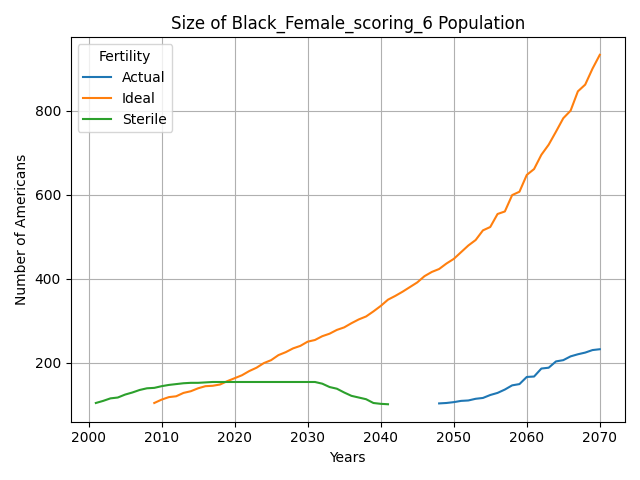 Size of Black_Female_scoring_6 Population
Fertility
Actual
Ideal
Sterile
Number of Americans
800
600
400
200
2000 2010 2020 2030 2040 2050 2060 2070
Years